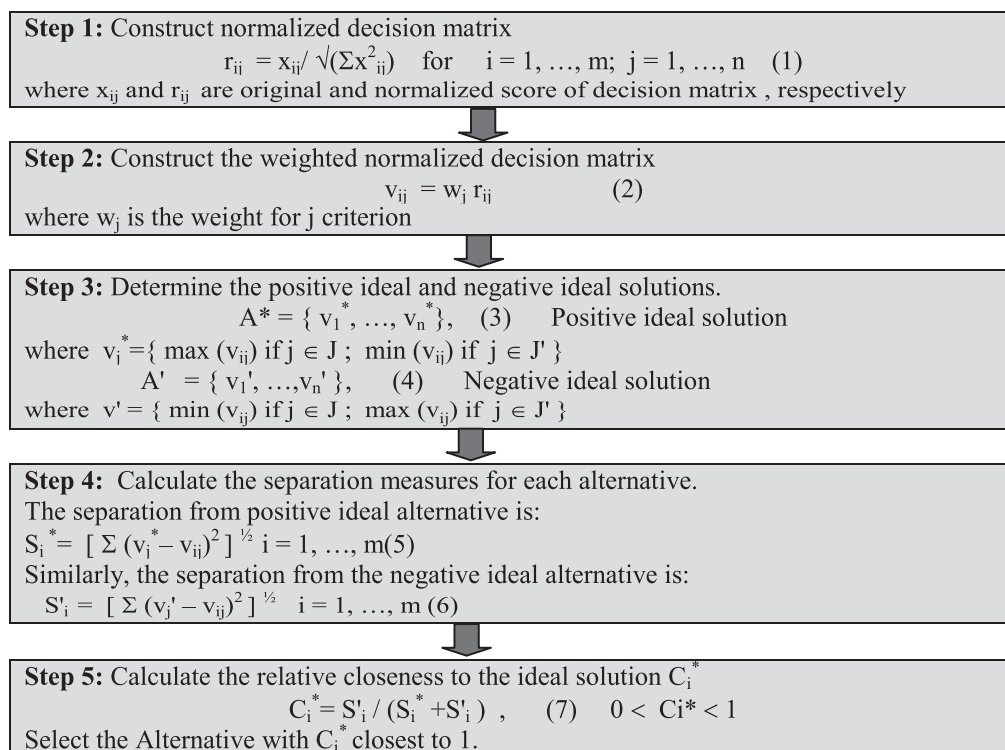 Step 1: Construct normalized decision matrix
r_ij = x_ij/ √(Σx²_ij) for i = 1, …, m; j = 1, …, n (1)
where x_ij and r_ij are original and normalized score of decision matrix , respectively
Step 2: Construct the weighted normalized decision matrix
v_ij = w_j r_ij (2)
where w_j is the weight for j criterion
Step 3: Determine the positive ideal and negative ideal solutions.
A* = { v_1^*, …, v_n^*}, (3) Positive ideal solution
where v_j^*={ max (v_ij) if j ∈ J ; min (v_ij) if j ∈ J' }
A' = { v_1', …,v_n' }, (4) Negative ideal solution
where v' = { min (v_ij) if j ∈ J ; max (v_ij) if j ∈ J' }
Step 4: Calculate the separation measures for each alternative.
The separation from positive ideal alternative is:
S_i^* = [ Σ (v_j^* – v_ij)² ] ^½ i = 1, …, m(5)
Similarly, the separation from the negative ideal alternative is:
S'_i = [ Σ (v_j' – v_ij)² ] ^½ i = 1, …, m (6)
Step 5: Calculate the relative closeness to the ideal solution C_i^*
C_i^* = S'_i / (S_i^* +S'_i ) , (7) 0 < Ci* < 1
Select the Alternative with C_i^* closest to 1.